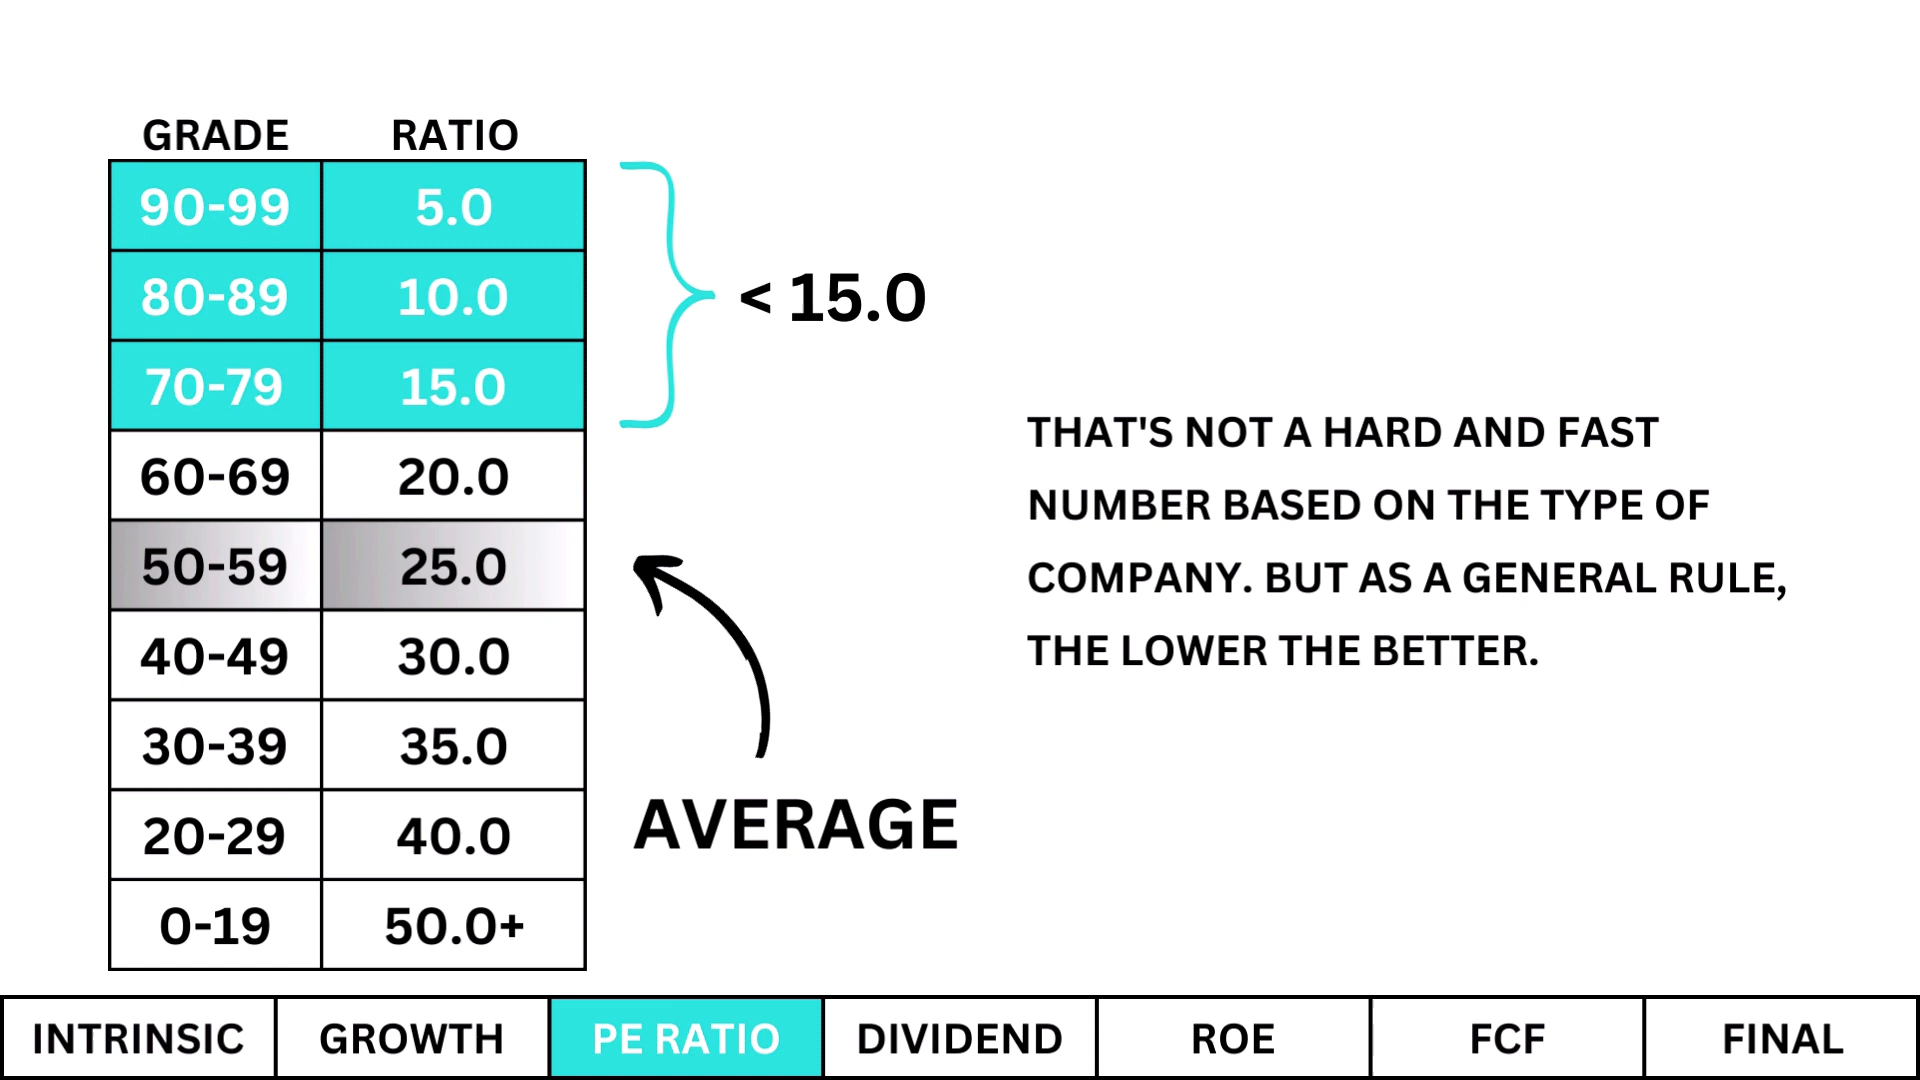 GRADE RATIO
90-99 5.0
80-89 10.0
70-79 15.0
< 15.0
60-69 20.0
50-59 25.0
40-49 30.0
30-39 35.0
20-29 40.0
0-19 50.0+
AVERAGE
THAT'S NOT A HARD AND FAST
NUMBER BASED ON THE TYPE OF
COMPANY. BUT AS A GENERAL RULE,
THE LOWER THE BETTER.
INTRINSIC GROWTH PE RATIO DIVIDEND ROE FCF FINAL